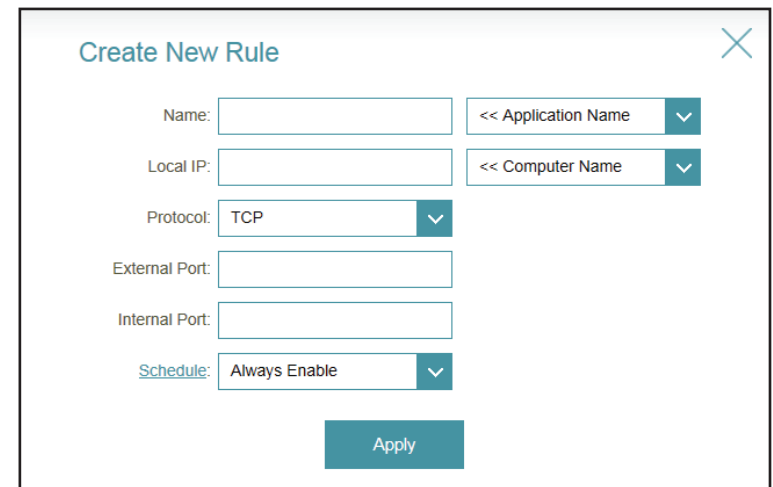 Create New Rule
Name: << Application Name
Local IP: << Computer Name
Protocol: TCP
External Port:
Internal Port:
Schedule: Always Enable
Apply